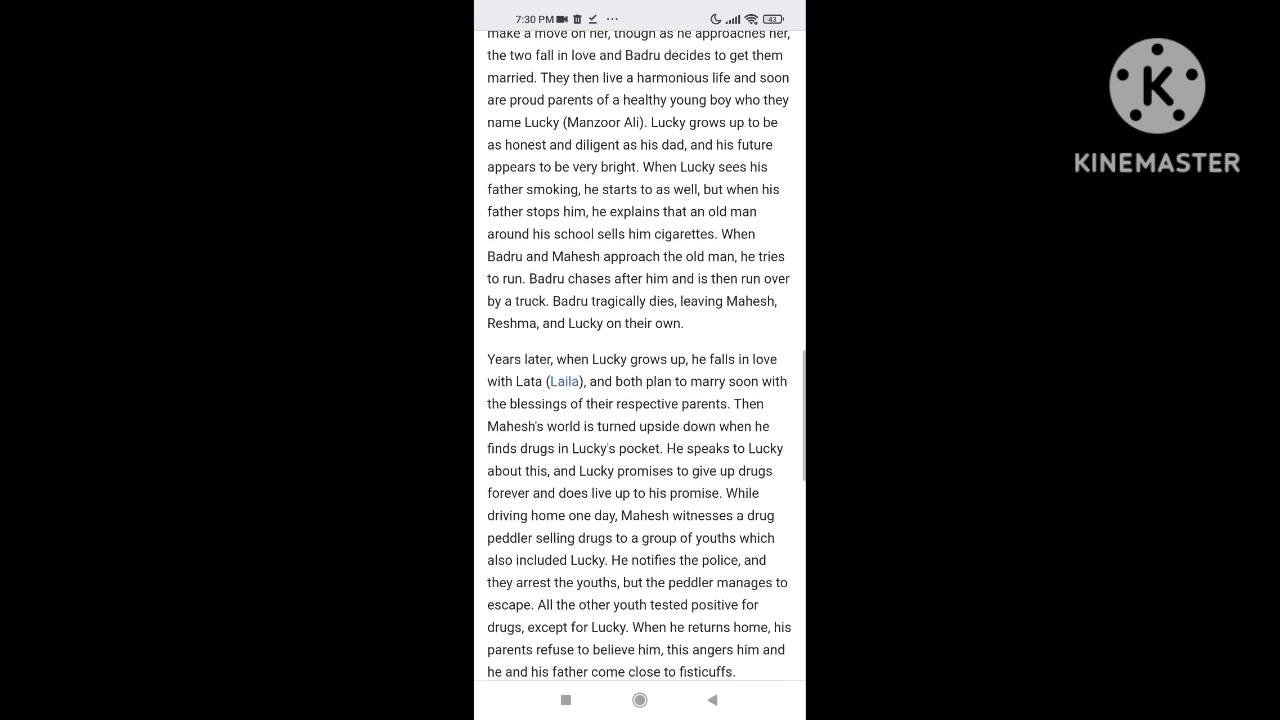 7:30 PM
43
make a move on her, though as he approaches her,
the two fall in love and Badru decides to get them
married. They then live a harmonious life and soon
are proud parents of a healthy young boy who they
name Lucky (Manzoor Ali). Lucky grows up to be
as honest and diligent as his dad, and his future
appears to be very bright. When Lucky sees his
father smoking, he starts to as well, but when his
father stops him, he explains that an old man
around his school sells him cigarettes. When
Badru and Mahesh approach the old man, he tries
to run. Badru chases after him and is then run over
by a truck. Badru tragically dies, leaving Mahesh,
Reshma, and Lucky on their own.
Years later, when Lucky grows up, he falls in love
with Lata (Laila), and both plan to marry soon with
the blessings of their respective parents. Then
Mahesh's world is turned upside down when he
finds drugs in Lucky's pocket. He speaks to Lucky
about this, and Lucky promises to give up drugs
forever and does live up to his promise. While
driving home one day, Mahesh witnesses a drug
peddler selling drugs to a group of youths which
also included Lucky. He notifies the police, and
they arrest the youths, but the peddler manages to
escape. All the other youth tested positive for
drugs, except for Lucky. When he returns home, his
parents refuse to believe him, this angers him and
he and his father come close to fisticuffs.
K
KINEMASTER